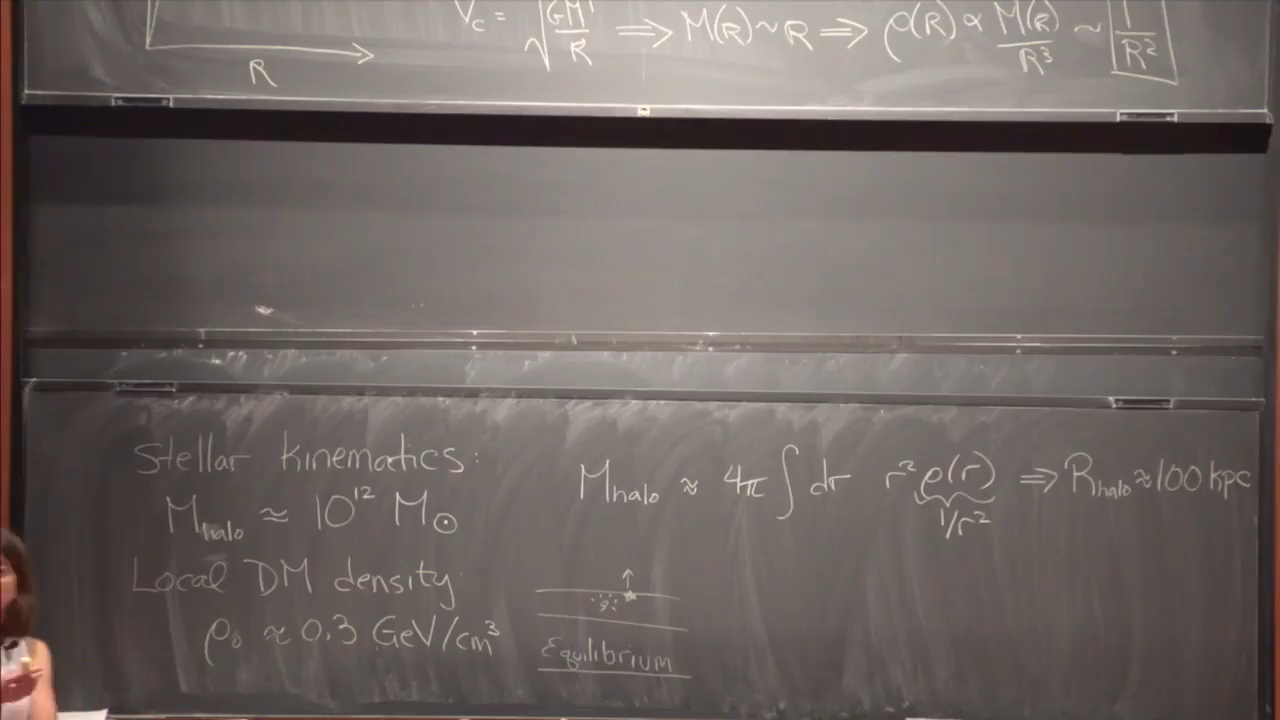 V_c = √(GM/R) ⟹ M(R) ~ R ⟹ ρ(R) ∝ M(R)/R³ ~ 1/R²
R
Stellar kinematics:
M_halo ≈ 10¹² M_⊙
M_halo ≈ 4π ∫ dr r² ρ(r) ⟹ R_halo ≈ 100 kpc
1/r²
Local DM density:
ρ₀ ≈ 0.3 GeV/cm³
Equilibrium